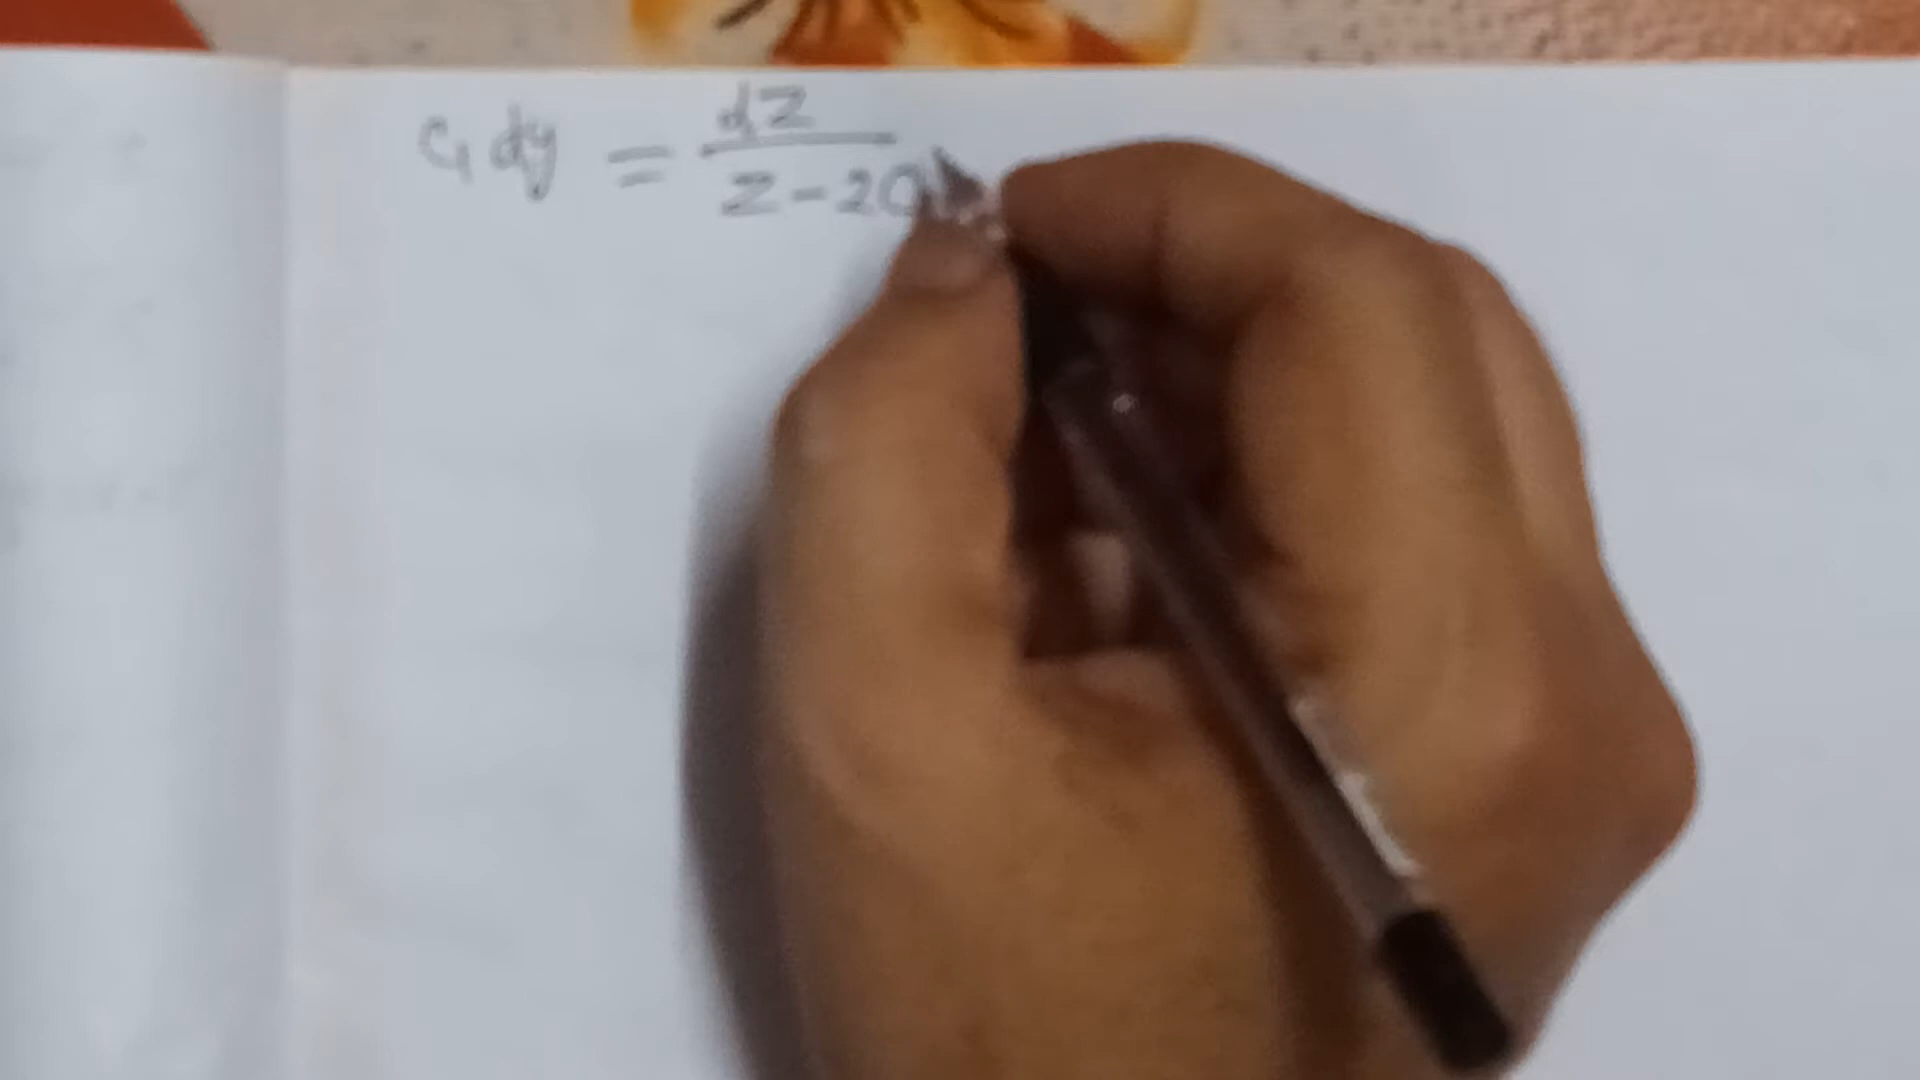 C₁ dy = dz / z-20